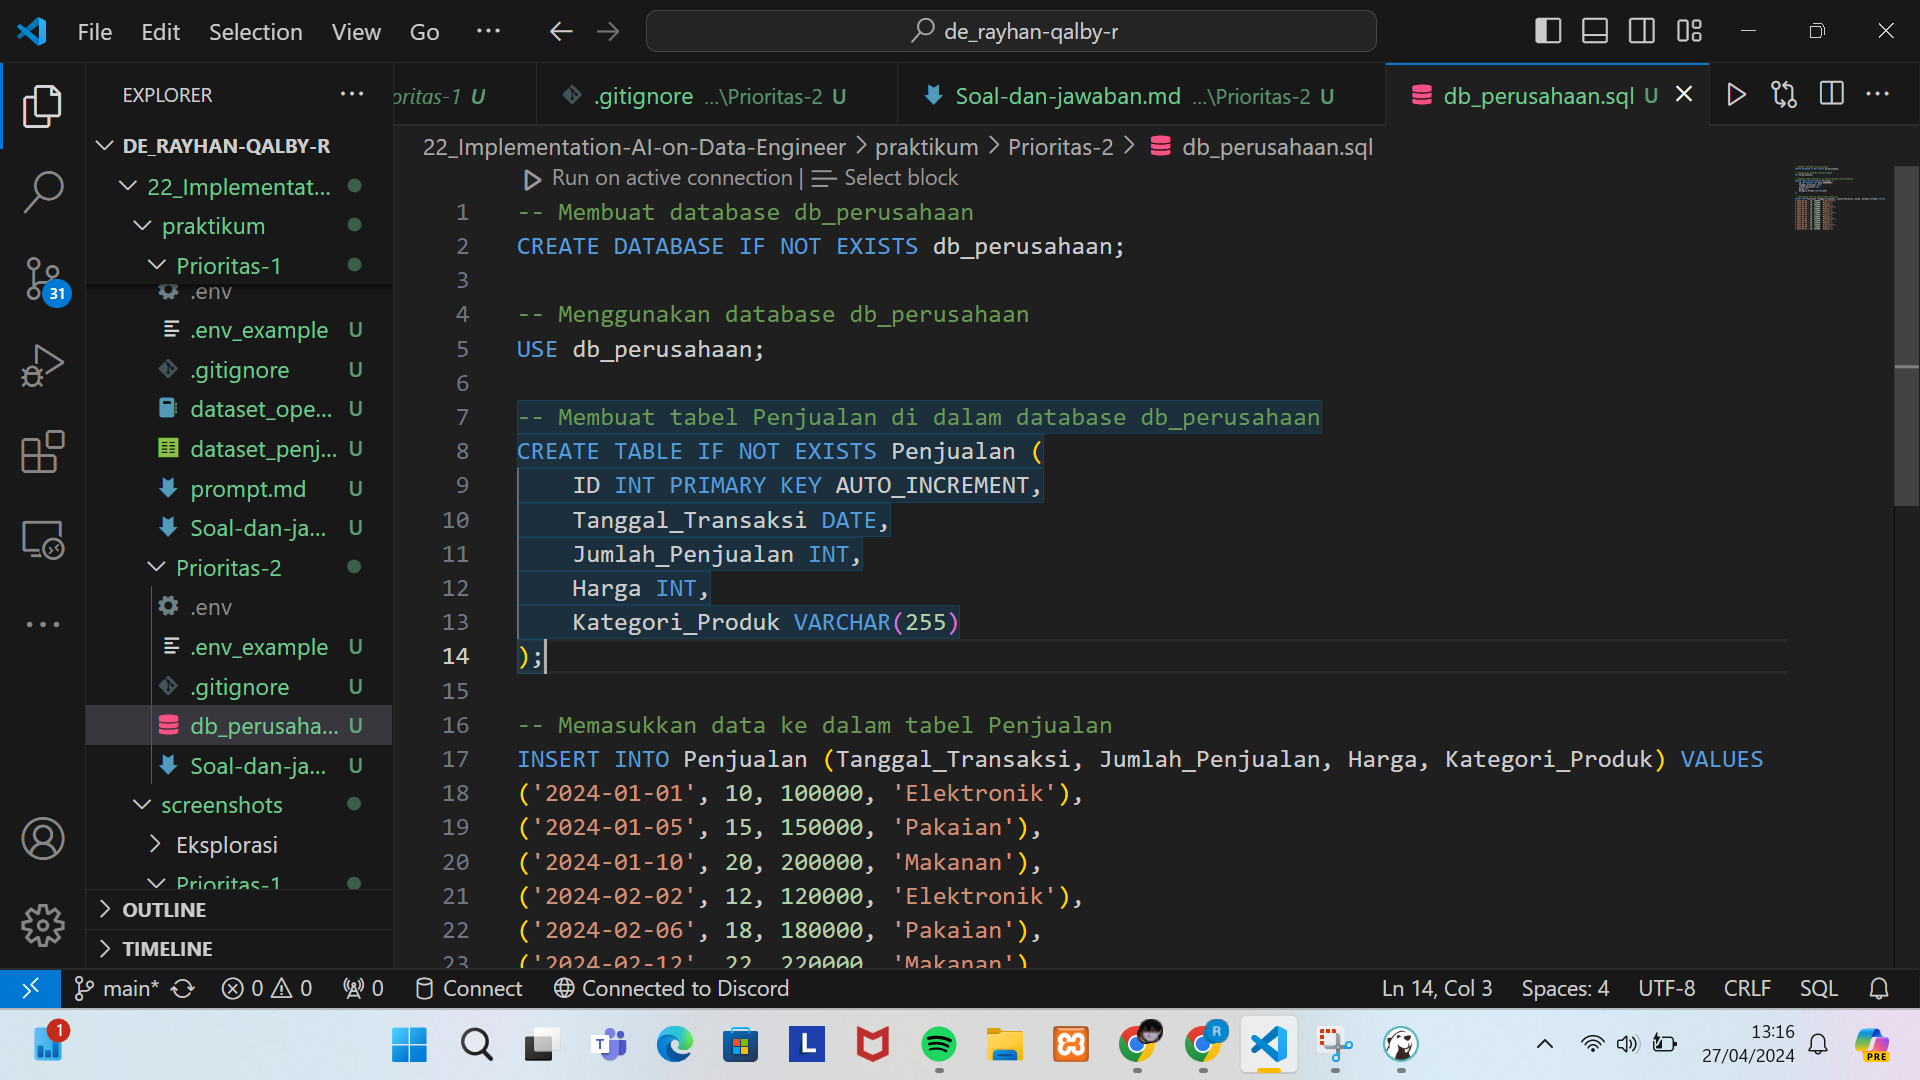 File Edit Selection View Go ··· de_rayhan-qalby-r
EXPLORER ···
DE_RAYHAN-QALBY-R
22_Implementat...
praktikum
Prioritas-1
.env
.env_example U
.gitignore U
dataset_ope... U
dataset_penj... U
prompt.md U
Soal-dan-ja... U
Prioritas-2
.env
.env_example U
.gitignore U
db_perusaha... U
Soal-dan-ja... U
screenshots
Eksplorasi
Prioritas-1
OUTLINE
TIMELINE
31
oritas-1 U .gitignore ...\Prioritas-2 U Soal-dan-jawaban.md ...\Prioritas-2 U db_perusahaan.sql U
22_Implementation-AI-on-Data-Engineer > praktikum > Prioritas-2 > db_perusahaan.sql
Run on active connection | Select block
1 -- Membuat database db_perusahaan
2 CREATE DATABASE IF NOT EXISTS db_perusahaan;
3
4 -- Menggunakan database db_perusahaan
5 USE db_perusahaan;
6
7 -- Membuat tabel Penjualan di dalam database db_perusahaan
8 CREATE TABLE IF NOT EXISTS Penjualan (
9 ID INT PRIMARY KEY AUTO_INCREMENT,
10 Tanggal_Transaksi DATE,
11 Jumlah_Penjualan INT,
12 Harga INT,
13 Kategori_Produk VARCHAR(255)
14 );
15
16 -- Memasukkan data ke dalam tabel Penjualan
17 INSERT INTO Penjualan (Tanggal_Transaksi, Jumlah_Penjualan, Harga, Kategori_Produk) VALUES
18 ('2024-01-01', 10, 100000, 'Elektronik'),
19 ('2024-01-05', 15, 150000, 'Pakaian'),
20 ('2024-01-10', 20, 200000, 'Makanan'),
21 ('2024-02-02', 12, 120000, 'Elektronik'),
22 ('2024-02-06', 18, 180000, 'Pakaian'),
23 ('2024-02-12', 22, 220000, 'Makanan')
main* 0 0 0 Connect Connected to Discord Ln 14, Col 3 Spaces: 4 UTF-8 CRLF SQL
1
T
L
R
13:16
27/04/2024
PRE